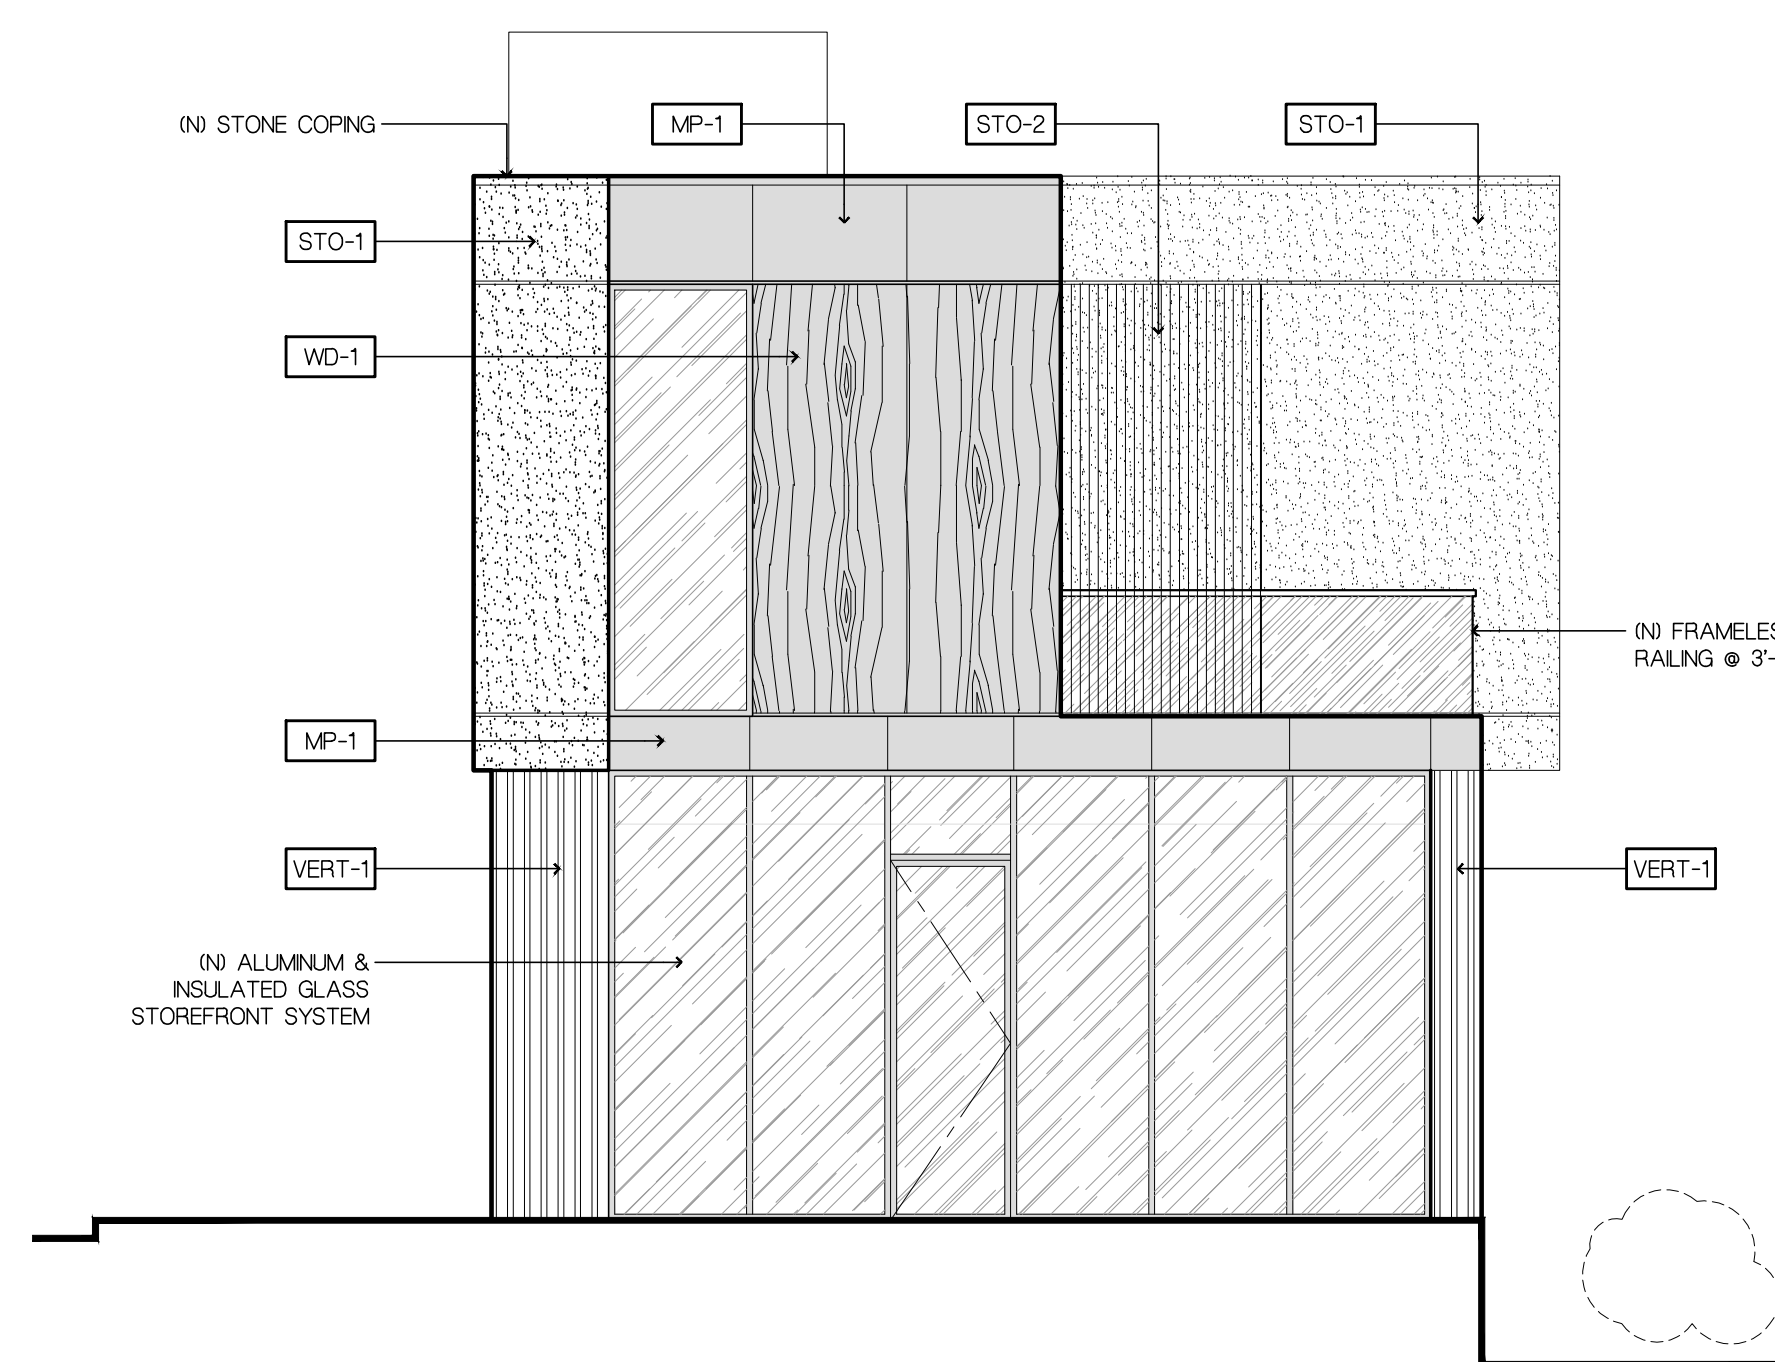 (N) STONE COPING
MP-1
STO-2
STO-1
STO-1
WD-1
(N)
RAILING @ 3'-
MP-1
VERT-1
VERT-1
(N) ALUMINUM &
INSULATED GLASS
STOREFRONT SYSTEM